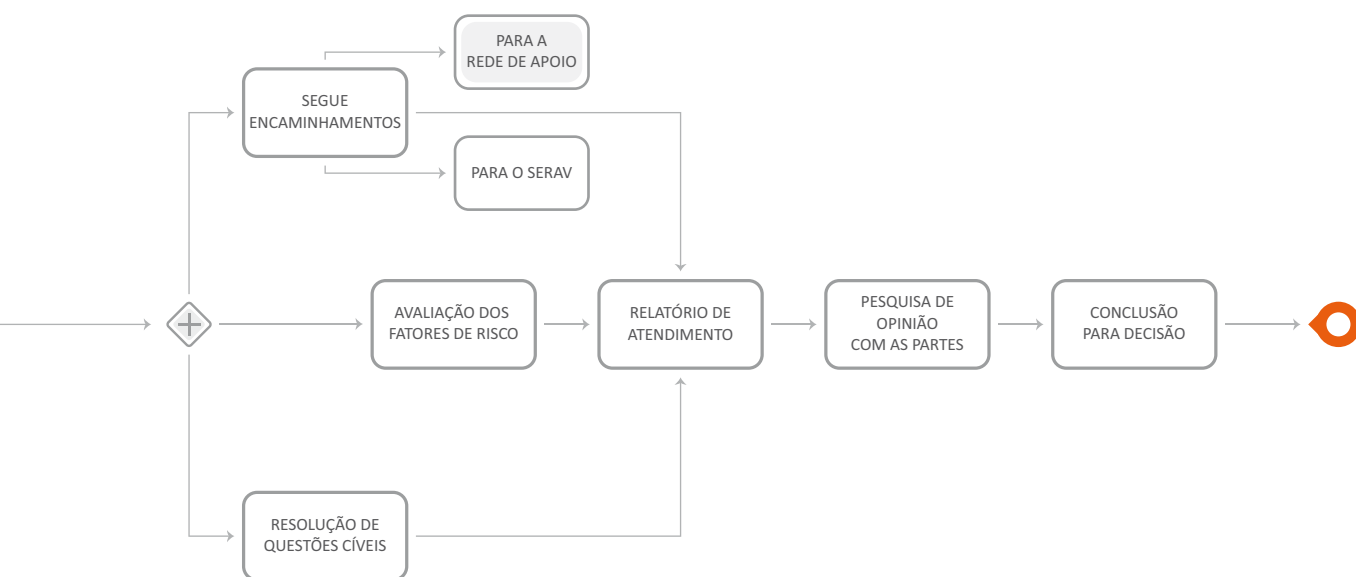 PARA A
REDE DE APOIO
SEGUE
ENCAMINHAMENTOS
PARA O SERAV
AVALIAÇÃO DOS
FATORES DE RISCO
RELATÓRIO DE
ATENDIMENTO
PESQUISA DE
OPINIÃO
COM AS PARTES
CONCLUSÃO
PARA DECISÃO
RESOLUÇÃO DE
QUESTÕES CÍVEIS